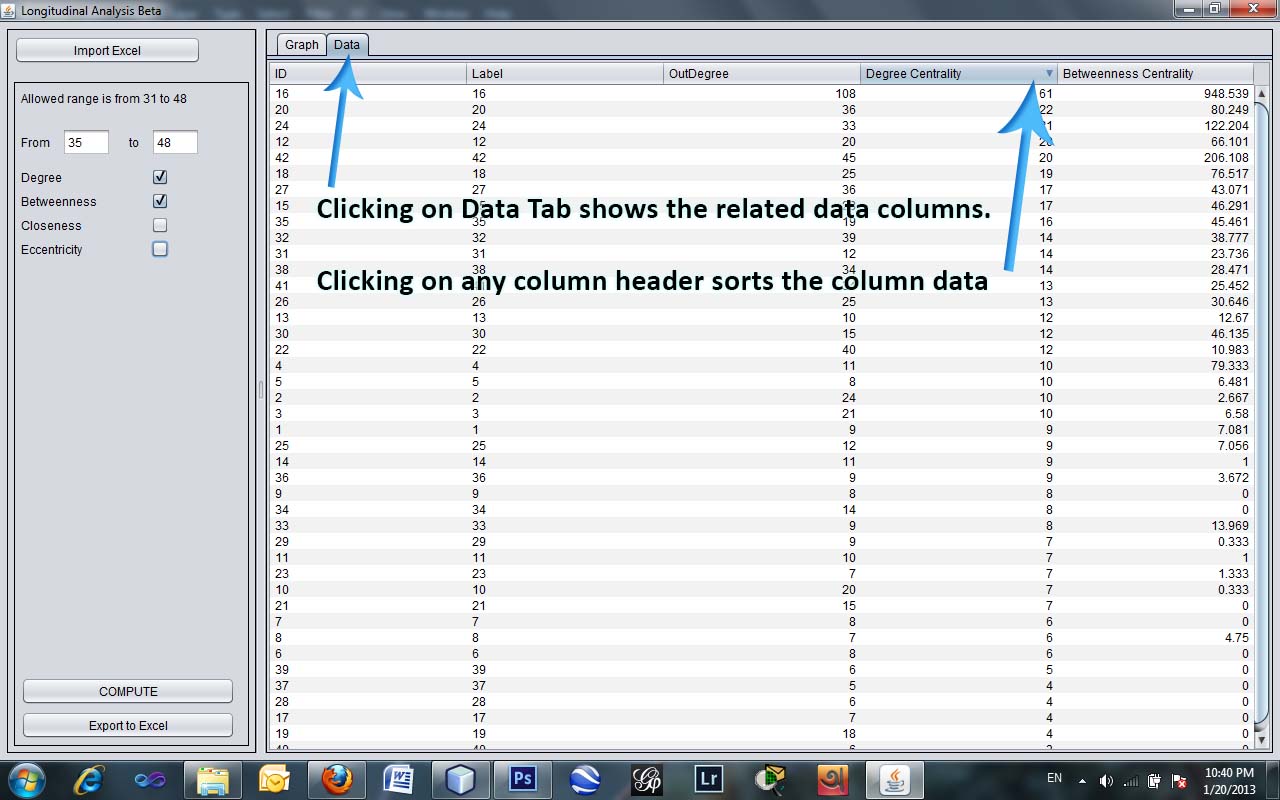 Longitudinal Analysis Beta
Import Excel
Allowed range is from 31 to 48
From 35 to 48
Degree
Betweenness
Closeness
Eccentricity
COMPUTE
Export to Excel
Graph Data
ID Label OutDegree Degree Centrality Betweenness Centrality
16 16 108 61 948.539
20 20 36 22 80.249
24 24 33 122.204
12 12 20 66.101
42 42 45 20 206.108
18 18 25 19 76.517
27 27 36 17 43.071
15 17 46.291
Clicking on Data Tab shows the related data columns.
35 35 19 16 45.461
32 32 39 14 38.777
31 31 12 14 23.736
38 38 34 14 28.471
Clicking on any column header sorts the column data
41 13 25.452
26 26 25 13 30.646
13 13 10 12 12.67
30 30 15 12 46.135
22 22 40 12 10.983
4 4 11 10 79.333
5 5 8 10 6.481
2 2 24 10 2.667
3 3 21 10 6.58
1 1 9 9 7.081
25 25 12 9 7.056
14 14 11 9 1
36 36 9 9 3.672
9 9 8 8 0
34 34 14 8 0
33 33 9 8 13.969
29 29 9 7 0.333
11 11 10 7 1
23 23 7 7 1.333
10 10 20 7 0.333
21 21 15 7 0
7 7 8 6 0
8 8 7 6 4.75
6 6 8 6 0
39 39 6 5 0
37 37 5 4 0
28 28 6 4 0
17 17 7 4 0
19 19 18 4 0
Ps
Lr
EN
10:40 PM
1/20/2013